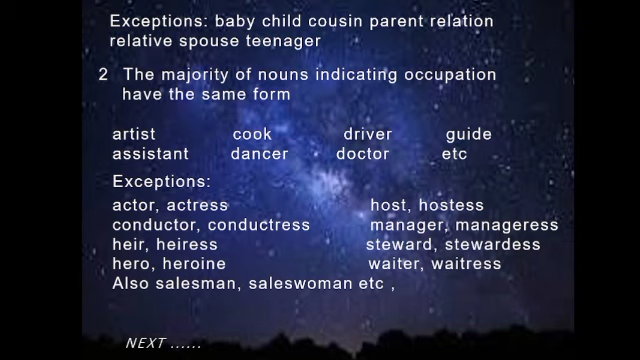 Exceptions: baby child cousin parent relation
relative spouse teenager
2 The majority of nouns indicating occupation
have the same form
artist cook driver guide
assistant dancer doctor etc
Exceptions:
actor, actress host, hostess
conductor, conductress manager, manageress
heir, heiress steward, stewardess
hero, heroine waiter, waitress
Also salesman, saleswoman etc ,
NEXT ......